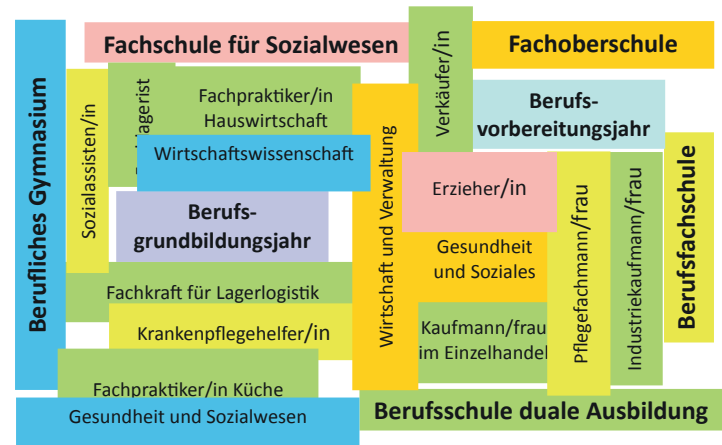 Fachschule für Sozialwesen
Fachoberschule
Berufliches Gymnasium
Sozialassisten/in
lagerist
Fachpraktiker/in
Hauswirtschaft
Verkäufer/in
Berufs-
vorbereitungsjahr
Wirtschaftswissenschaft
Wirtschaft und Verwaltung
Erzieher/in
Berufs-
grundbildungsjahr
Pflegefachmann/frau
Industriekaufmann/frau
Berufsfachschule
Gesundheit
und Soziales
Fachkraft für Lagerlogistik
Krankenpflegehelfer/in
Kaufmann/frau
im Einzelhandel
Fachpraktiker/in Küche
Gesundheit und Sozialwesen
Berufsschule duale Ausbildung